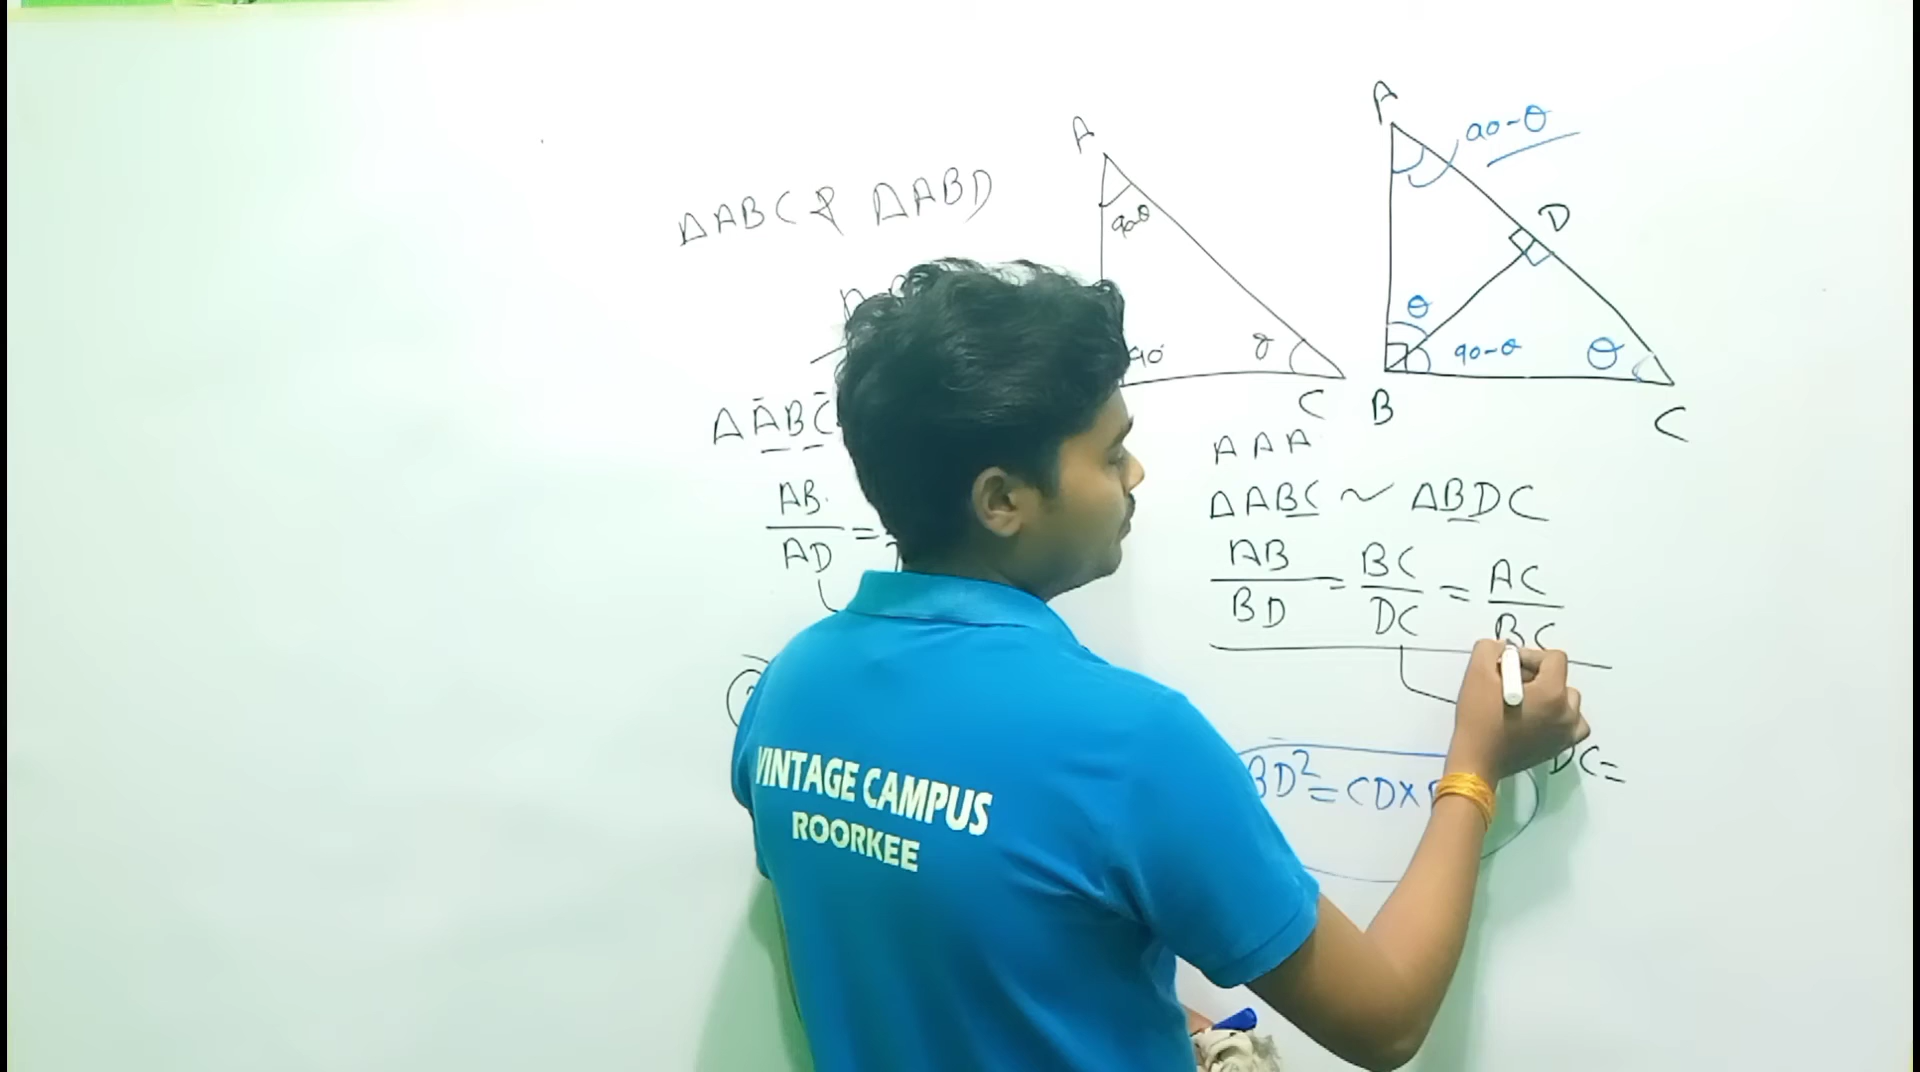 ΔABC & ΔABD
A
90-θ
90°
θ
C
A
90-θ
D
θ
90-θ
θ
B
C
ΔABC
AB
AD
=
AAA
ΔABC ~ ΔBDC
AB/BD = BC/DC = AC/BC
BD² = CD×
DC=
VINTAGE CAMPUS
ROORKEE